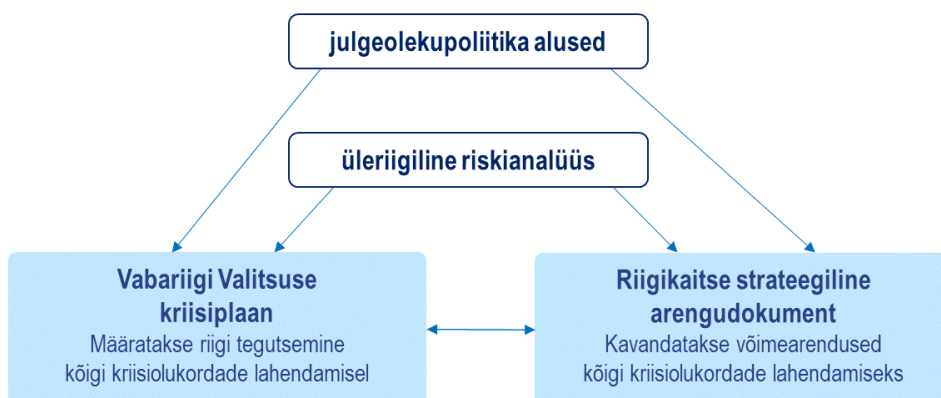 julgeolekupoliitika alused
üleriigiline riskianalüüs
Vabariigi Valitsuse
kriisiplaan
Määratakse riigi tegutsemine
kõigi kriisiolukordade lahendamisel
Riigikaitse strateegiline
arengudokument
Kavandatakse võimearendused
kõigi kriisiolukordade lahendamiseks